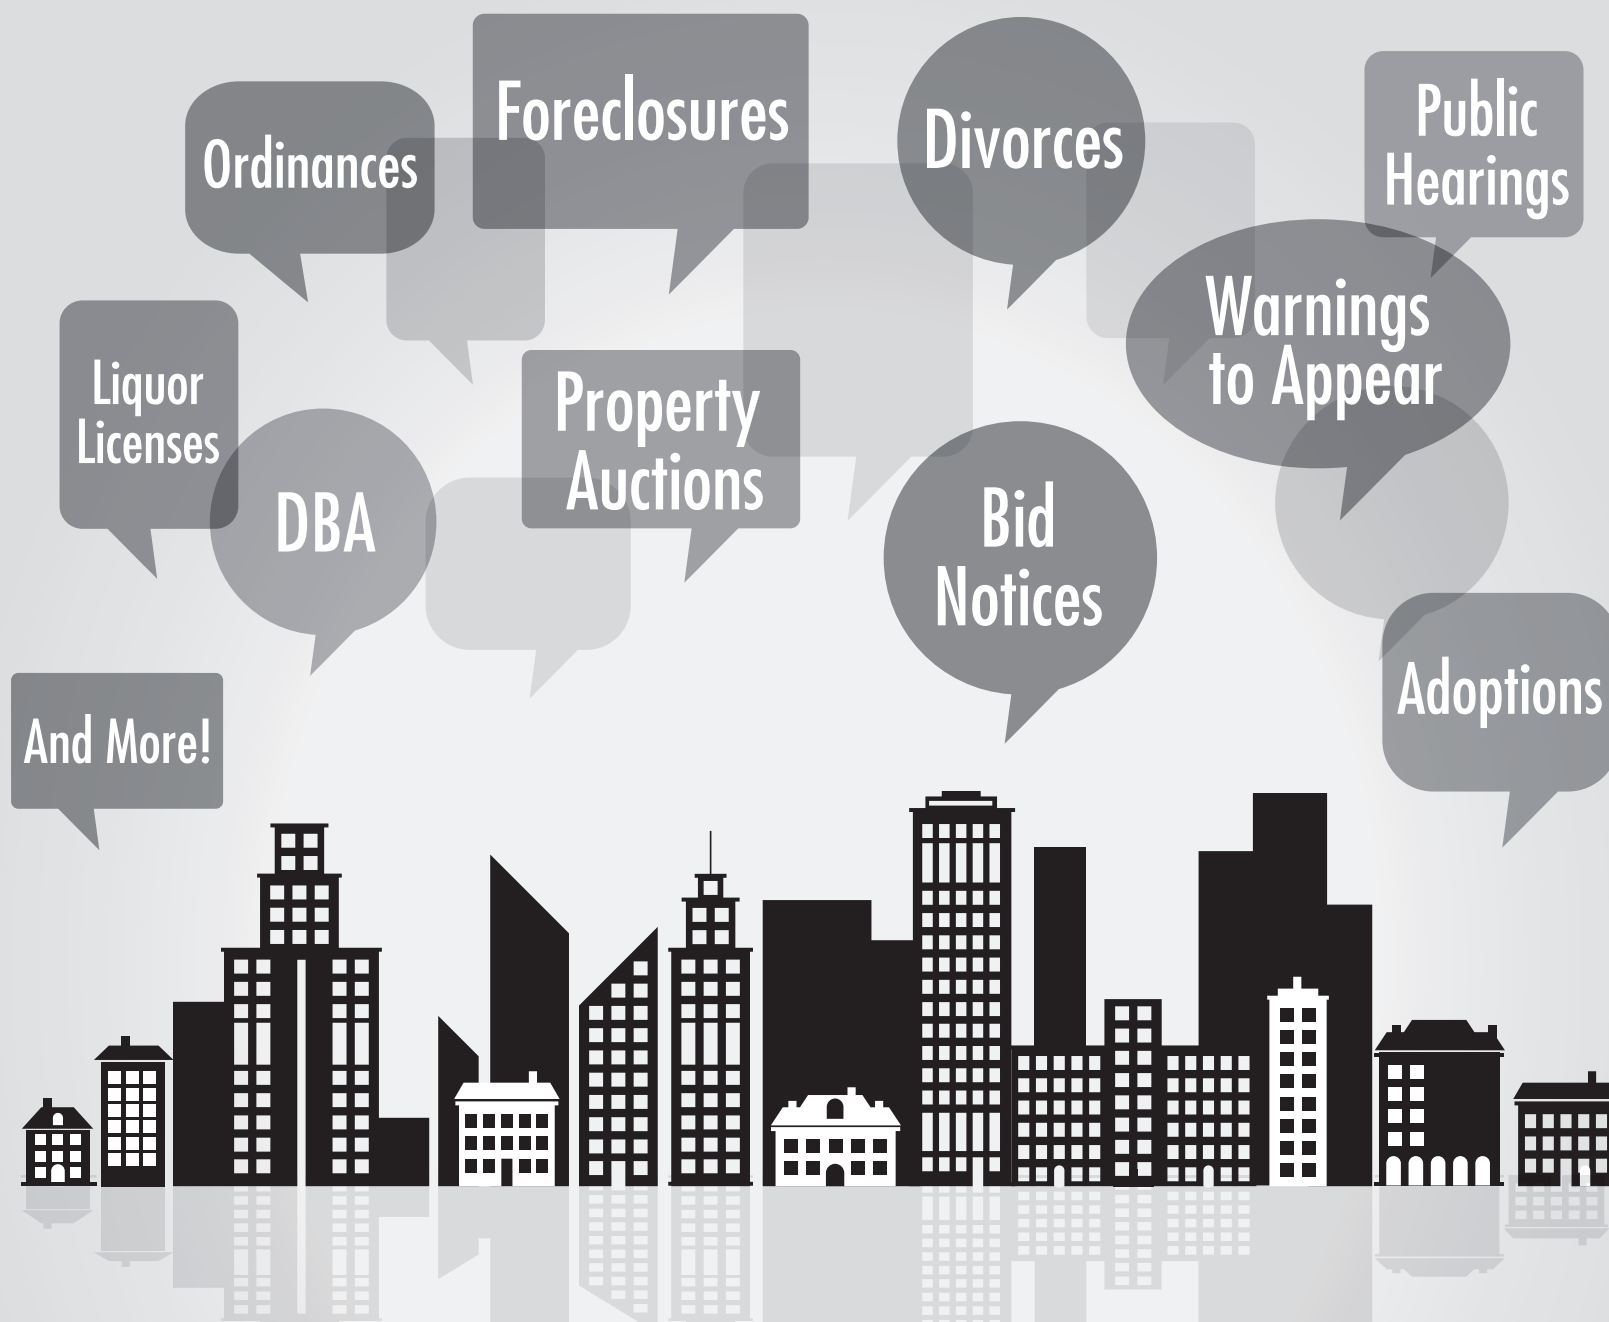 Foreclosures
Ordinances
Divorces
Public
Hearings
Warnings
to Appear
Liquor
Licenses
DBA
Property
Auctions
Bid
Notices
Adoptions
And More!